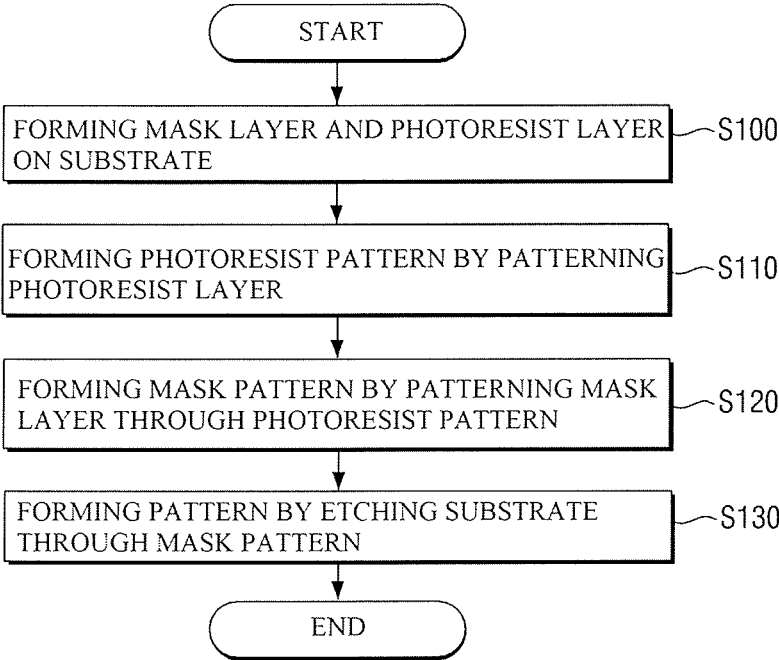 START
FORMING MASK LAYER AND PHOTORESIST LAYER
ON SUBSTRATE
S100
FORMING PHOTORESIST PATTERN BY PATTERNING
PHOTORESIST LAYER
S110
FORMING MASK PATTERN BY PATTERNING MASK
LAYER THROUGH PHOTORESIST PATTERN
S120
FORMING PATTERN BY ETCHING SUBSTRATE
THROUGH MASK PATTERN
S130
END